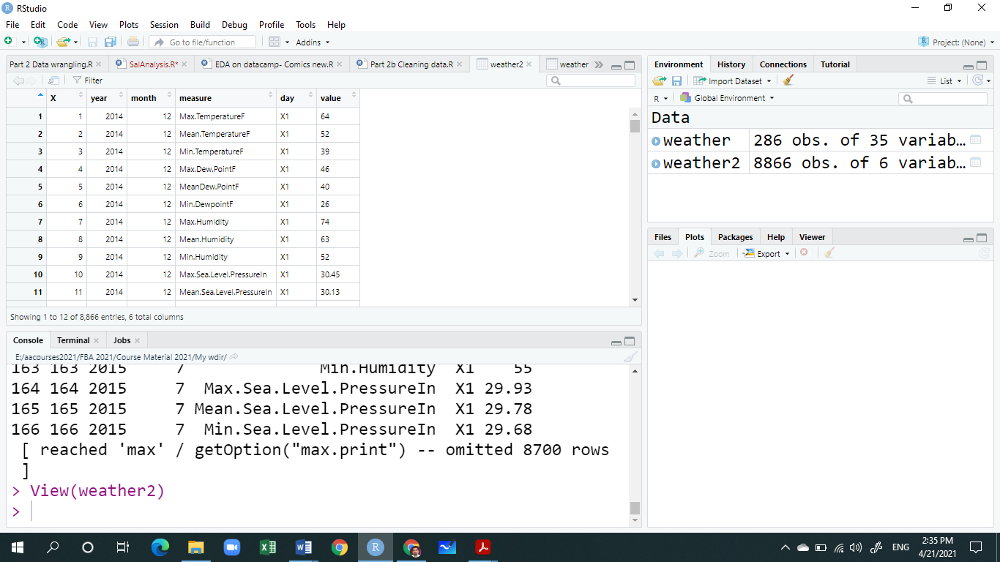 RStudio
File Edit Code View Plots Session Build Debug Profile Tools Help
Go to file/function Addins Project: (None)
Part 2 Data wrangling.R SalAnalysis.R* EDA on datacamp- Comics new.R Part 2b Cleaning data.R weather2 weather
Filter
X year month measure day value
1 1 2014 12 Max.TemperatureF X1 64
2 2 2014 12 Mean.TemperatureF X1 52
3 3 2014 12 Min.TemperatureF X1 39
4 4 2014 12 Max.Dew.PointF X1 46
5 5 2014 12 MeanDew.PointF X1 40
6 6 2014 12 Min.DewpointF X1 26
7 7 2014 12 Max.Humidity X1 74
8 8 2014 12 Mean.Humidity X1 63
9 9 2014 12 Min.Humidity X1 52
10 10 2014 12 Max.Sea.Level.PressureIn X1 30.45
11 11 2014 12 Mean.Sea.Level.PressureIn X1 30.13
Showing 1 to 12 of 8,866 entries, 6 total columns
Console Terminal Jobs
E:/aacourses2021/FBA 2021/Course Material 2021/My wdir/
163 163 2015 7 Min.Humidity X1 55
164 164 2015 7 Max.Sea.Level.PressureIn X1 29.93
165 165 2015 7 Mean.Sea.Level.PressureIn X1 29.78
166 166 2015 7 Min.Sea.Level.PressureIn X1 29.68
[ reached 'max' / getOption("max.print") -- omitted 8700 rows
]
> View(weather2)
>
Environment History Connections Tutorial
Import Dataset List
R Global Environment
Data
weather 286 obs. of 35 variab…
weather2 8866 obs. of 6 variab…
Files Plots Packages Help Viewer
Zoom Export
ENG
2:35 PM
4/21/2021